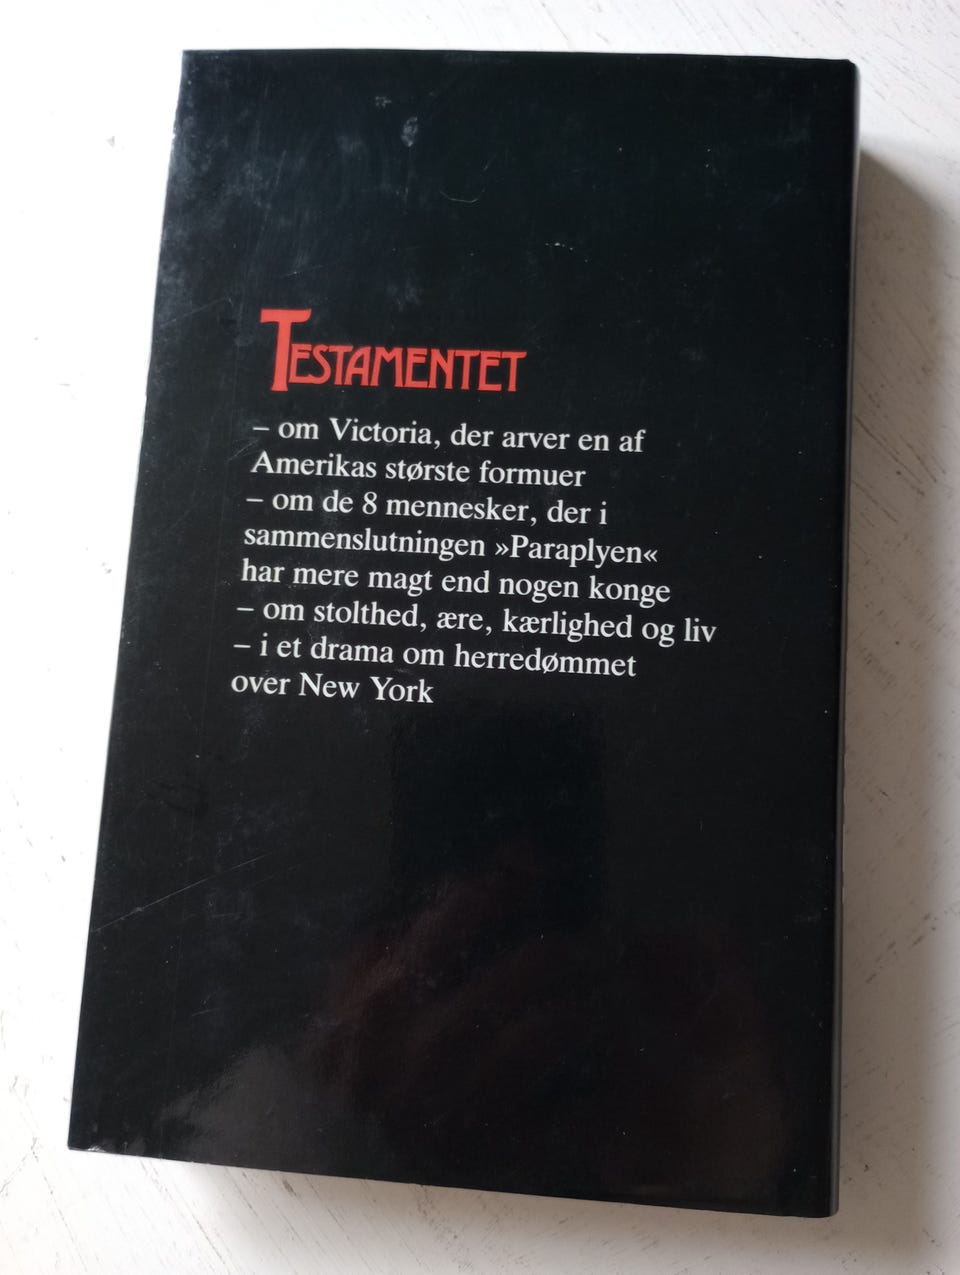 TESTAMENTET
– om Victoria, der arver en af
Amerikas største formuer
– om de 8 mennesker, der i
sammenslutningen »Paraplyen«
har mere magt end nogen konge
– om stolthed, ære, kærlighed og liv
– i et drama om herredømmet
over New York